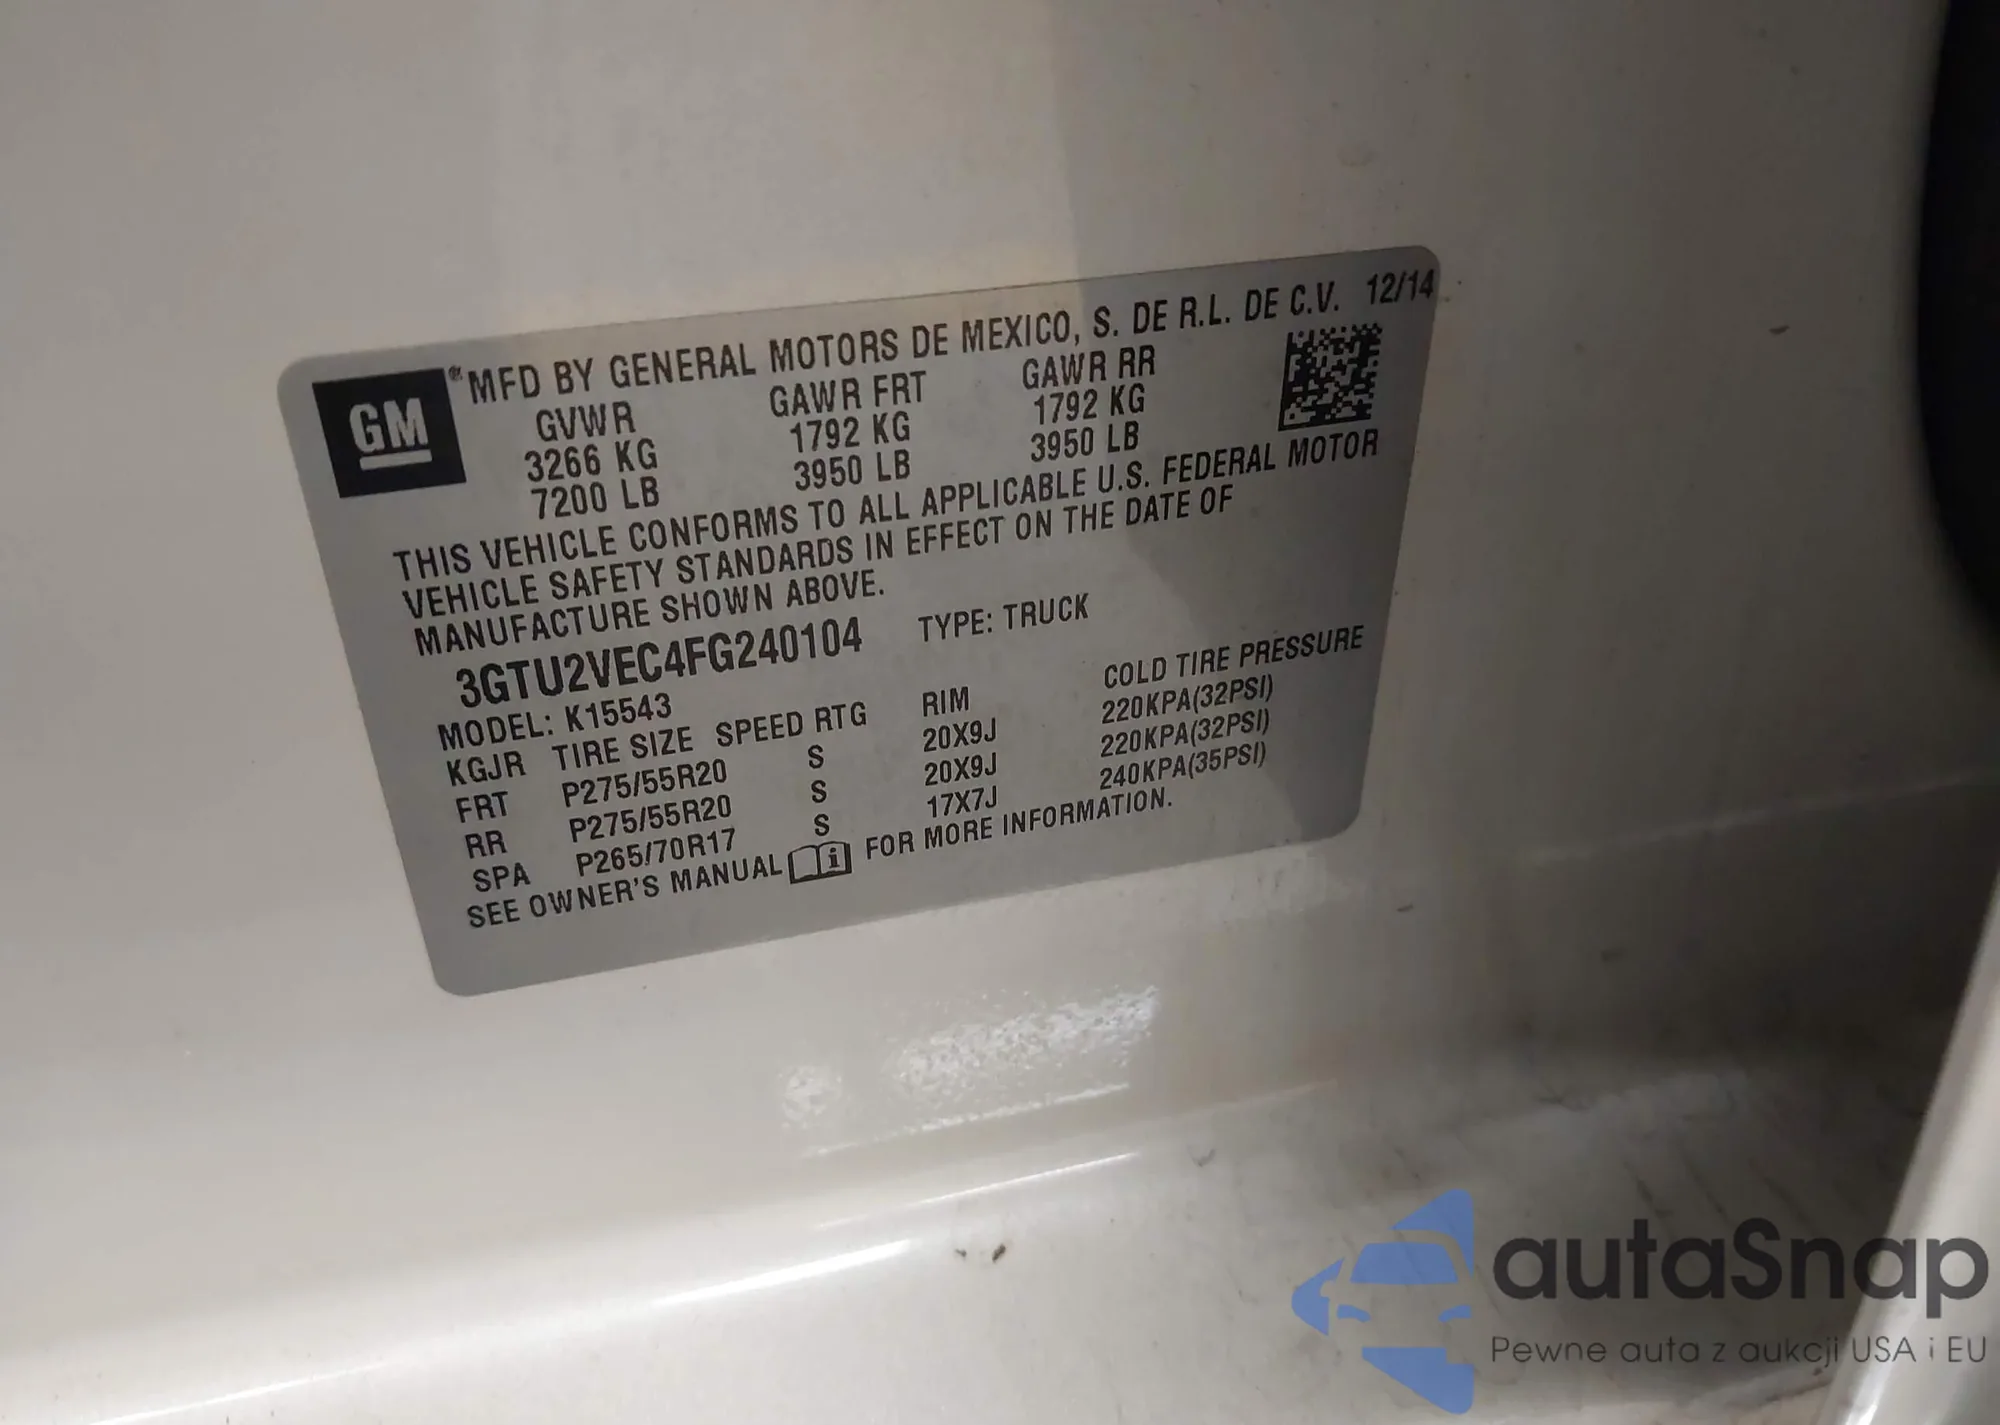 GM
® MFD BY GENERAL MOTORS DE MEXICO, S. DE R.L. DE C.V. 12/14
GVWR GAWR FRT GAWR RR
3266 KG 1792 KG 1792 KG
7200 LB 3950 LB 3950 LB
THIS VEHICLE CONFORMS TO ALL APPLICABLE U.S. FEDERAL MOTOR
VEHICLE SAFETY STANDARDS IN EFFECT ON THE DATE OF
MANUFACTURE SHOWN ABOVE.
3GTU2VEC4FG240104 TYPE: TRUCK
MODEL: K15543
KGJR TIRE SIZE SPEED RTG RIM COLD TIRE PRESSURE
FRT P275/55R20 S 20X9J 220KPA(32PSI)
RR P275/55R20 S 20X9J 220KPA(32PSI)
SPA P265/70R17 S 17X7J 240KPA(35PSI)
SEE OWNER'S MANUAL i FOR MORE INFORMATION.
autaSnap
Pewne auta z aukcji USA i EU